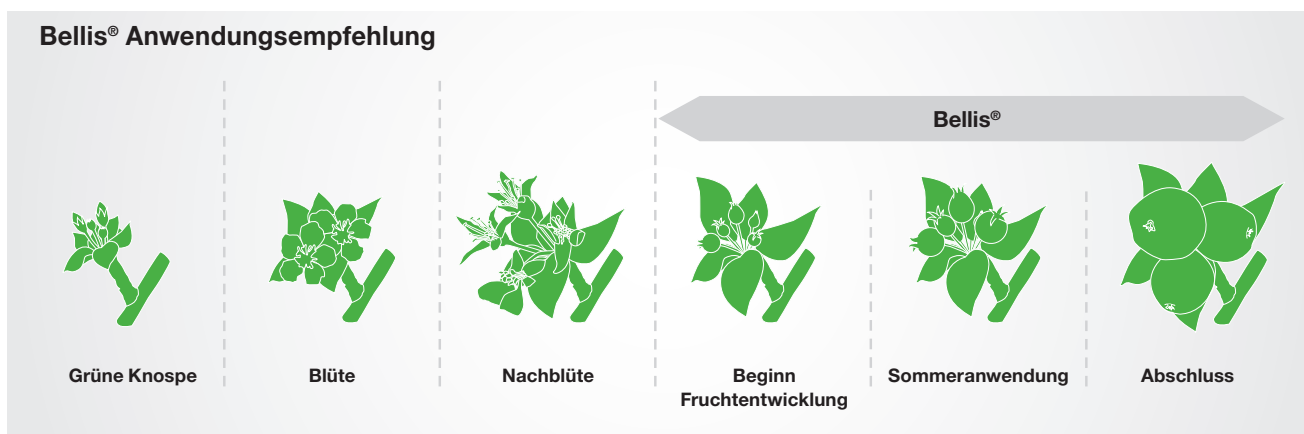 Bellis® Anwendungsempfehlung
Bellis®
Grüne Knospe
Blüte
Nachblüte
Beginn
Fruchtentwicklung
Sommeranwendung
Abschluss